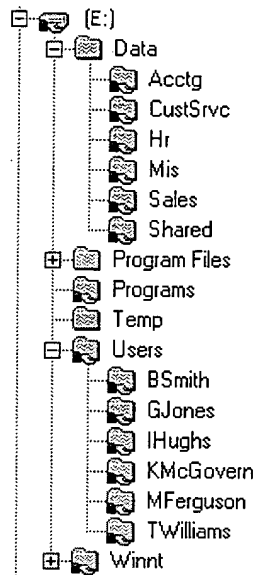 (E:)
Data
Acctg
CustSrvc
Hr
Mis
Sales
Shared
Program Files
Programs
Temp
Users
BSmith
GJones
IHughs
KMcGovern
MFerguson
TWilliams
Winnt